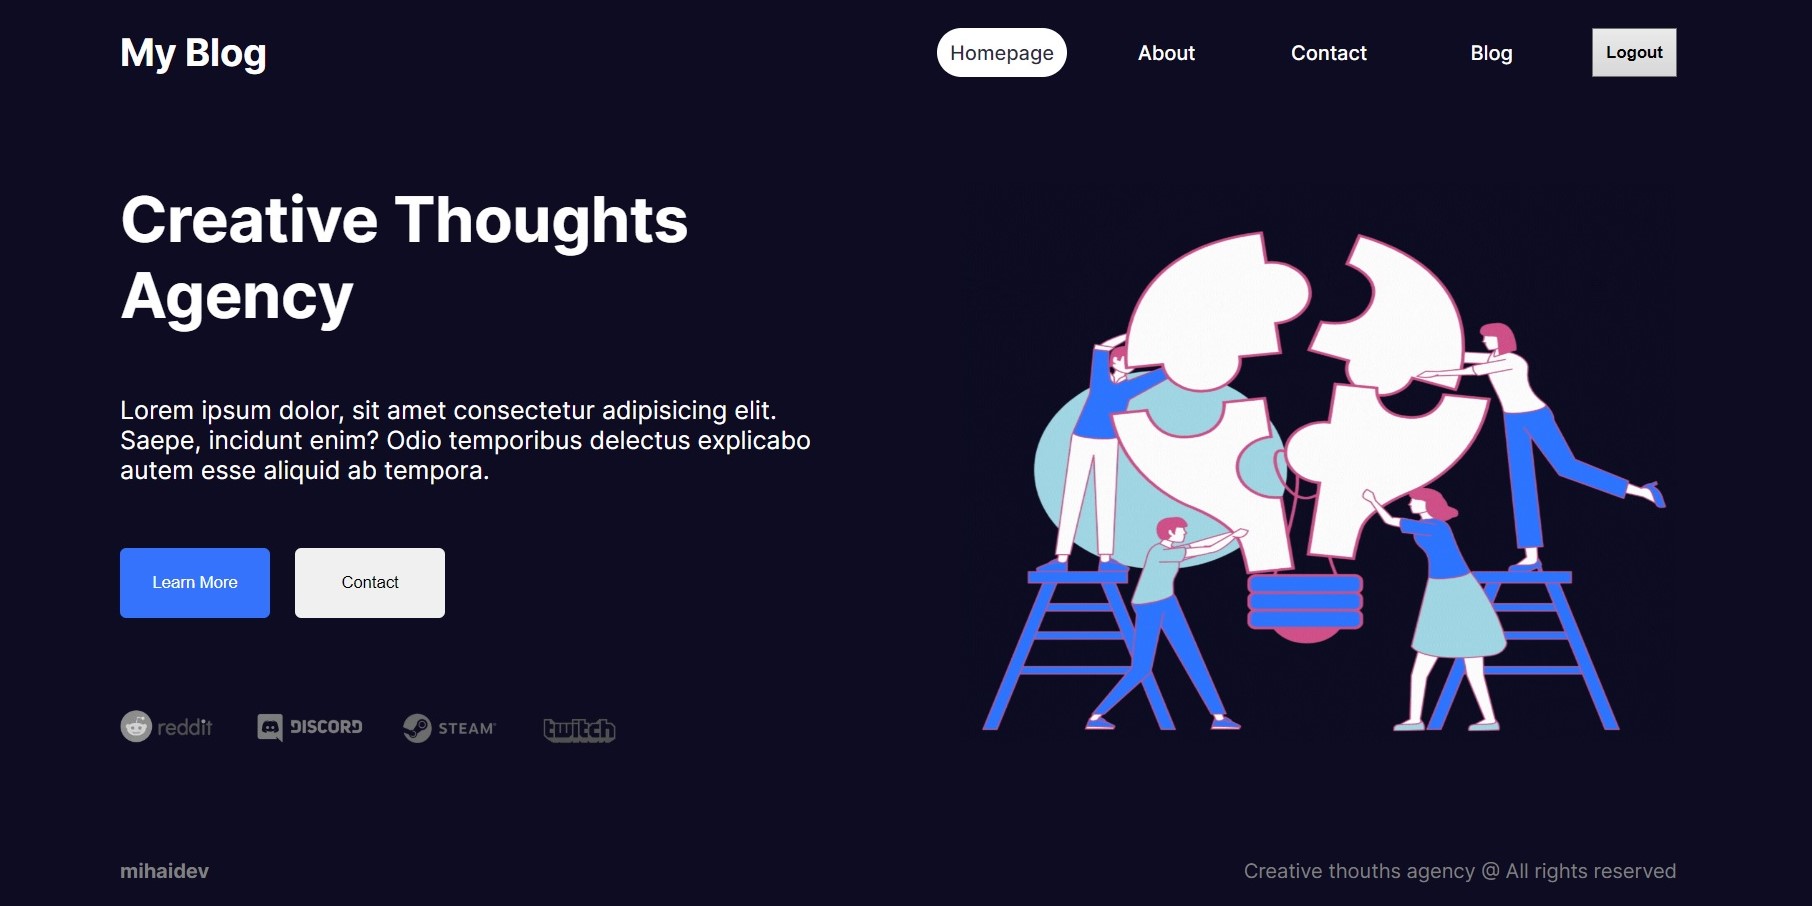 My Blog
Homepage
About
Contact
Blog
Logout
Creative Thoughts
Agency
Lorem ipsum dolor, sit amet consectetur adipisicing elit.
Saepe, incidunt enim? Odio temporibus delectus explicabo
autem esse aliquid ab tempora.
Learn More
Contact
reddit
DISCORD
STEAM
twitch
mihaidev
Creative thouths agency @ All rights reserved